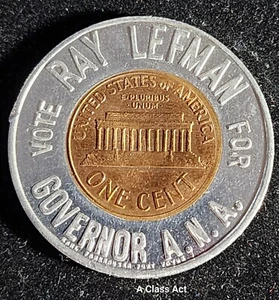 VOTE RAY LEFMAN FOR
GOVERNOR A.N.A.
UNITED STATES OF AMERICA
E·PLURIBUS
UNUM
ONE CENT
A Class Act